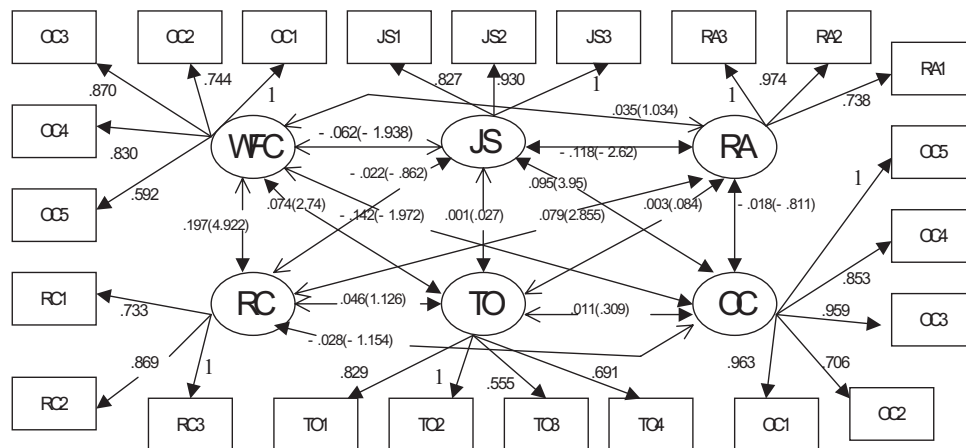 OC3
OC2
OC1
JS1
JS2
JS3
RA3
RA2
RA1
.870
.744
1
.827
.930
1
1
.974
.738
OC4
.830
.035(1.034)
WFC
- .062(- 1.938)
JS
- .118(- 2.62)
RA
OC5
.592
OC5
1
- .022(- .862)
.095(3.95)
.074(2,74)
- .142(- 1.972)
.001(.027)
.079(2.855)
.003(.084)
- .018(- .811)
.197(4.922)
OC4
.853
RC1
.733
RC
.046(1.126)
TO
.011(.309)
OC
.959
OC3
- .028(- 1.154)
.869
1
.829
1
.555
.691
.963
.706
RC2
RC3
TO1
TO2
TO3
TO4
OC1
OC2